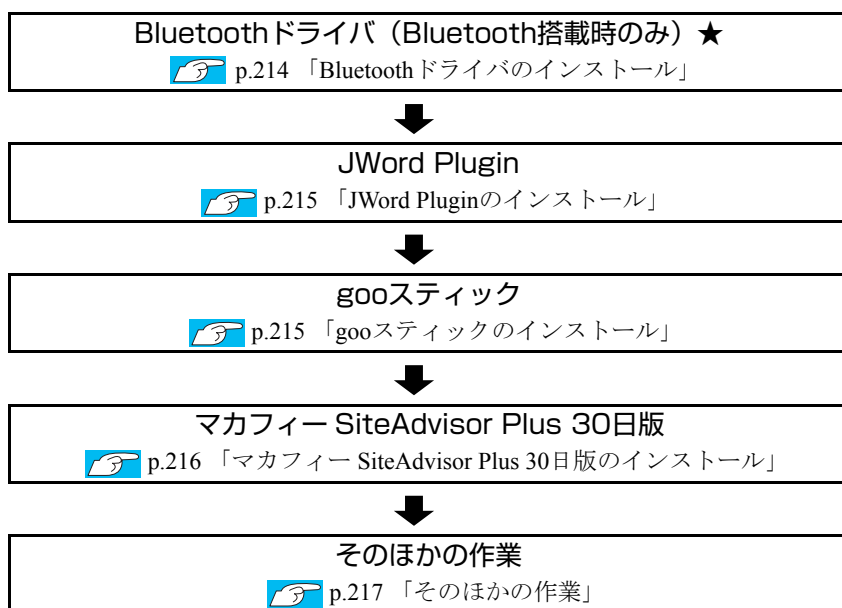 Bluetoothドライバ（Bluetooth搭載時のみ）★
p.214 「Bluetoothドライバのインストール」
JWord Plugin
p.215 「JWord Pluginのインストール」
gooスティック
p.215 「gooスティックのインストール」
マカフィー SiteAdvisor Plus 30日版
p.216 「マカフィー SiteAdvisor Plus 30日版のインストール」
そのほかの作業
p.217 「そのほかの作業」